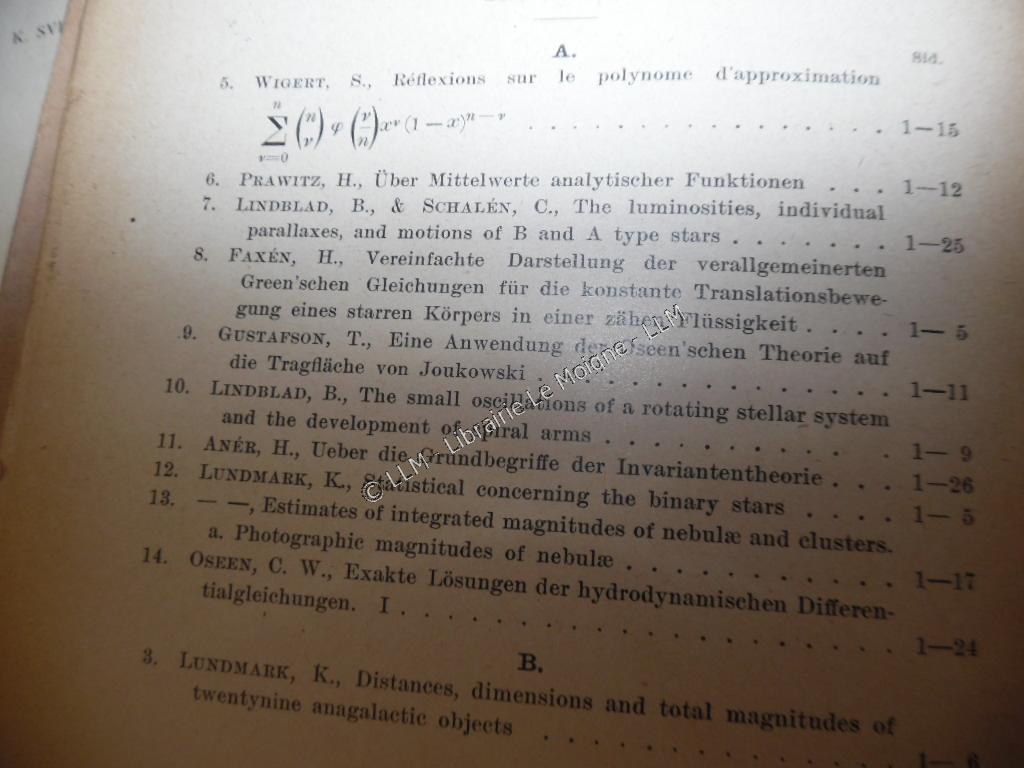 K. SV
A.
Sid.
5. WIGERT, S., Réflexions sur le polynome d'approximation
n
∑ (n ν) φ (ν/n) x^ν (1 — x)^{n — ν} . . . . . . . . . . . . . . . 1—15
ν=0
6. PRAWITZ, H., Über Mittelwerte analytischer Funktionen . . . 1—12
7. LINDBLAD, B., & SCHALÉN, C., The luminosities, individual
parallaxes, and motions of B and A type stars . . . . . . . 1—25
8. FAXÉN, H., Vereinfachte Darstellung der verallgemeinerten
Green'schen Gleichungen für die konstante Translationsbewe-
gung eines starren Körpers in einer zähen Flüssigkeit . . . . 1— 5
9. GUSTAFSON, T., Eine Anwendung der Oseen'schen Theorie auf
die Tragfläche von Joukowski . . . . . . . . . . . . . . 1—11
10. LINDBLAD, B., The small oscillations of a rotating stellar system
and the development of spiral arms . . . . . . . . . . 1— 9
11. ANÉR, H., Ueber die Grundbegriffe der Invariantentheorie . . . 1—26
12. LUNDMARK, K., Statistical concerning the binary stars . . . . 1— 5
13. — —, Estimates of integrated magnitudes of nebulæ and clusters.
a. Photographic magnitudes of nebulæ . . . . . . . . . . . 1—17
14. OSEEN, C. W., Exakte Lösungen der hydrodynamischen Differen-
tialgleichungen. I . . . . . . . . . . . . . . . . . . . 1—24
B.
3. LUNDMARK, K., Distances, dimensions and total magnitudes of
twentynine anagalactic objects . . . . . . . . . . . . . 1— 6
© LLM - Librairie Le Moigne - LLM